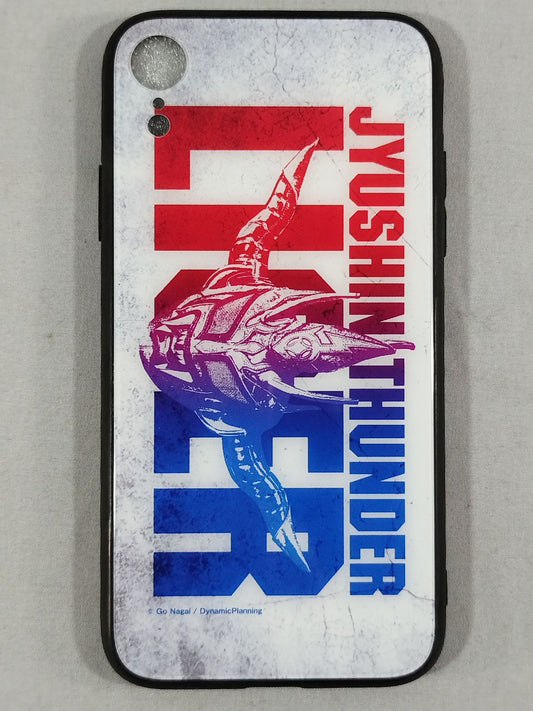 JYUSHIN THUNDER
LIGER
© Go Nagai / DynamicPlanning